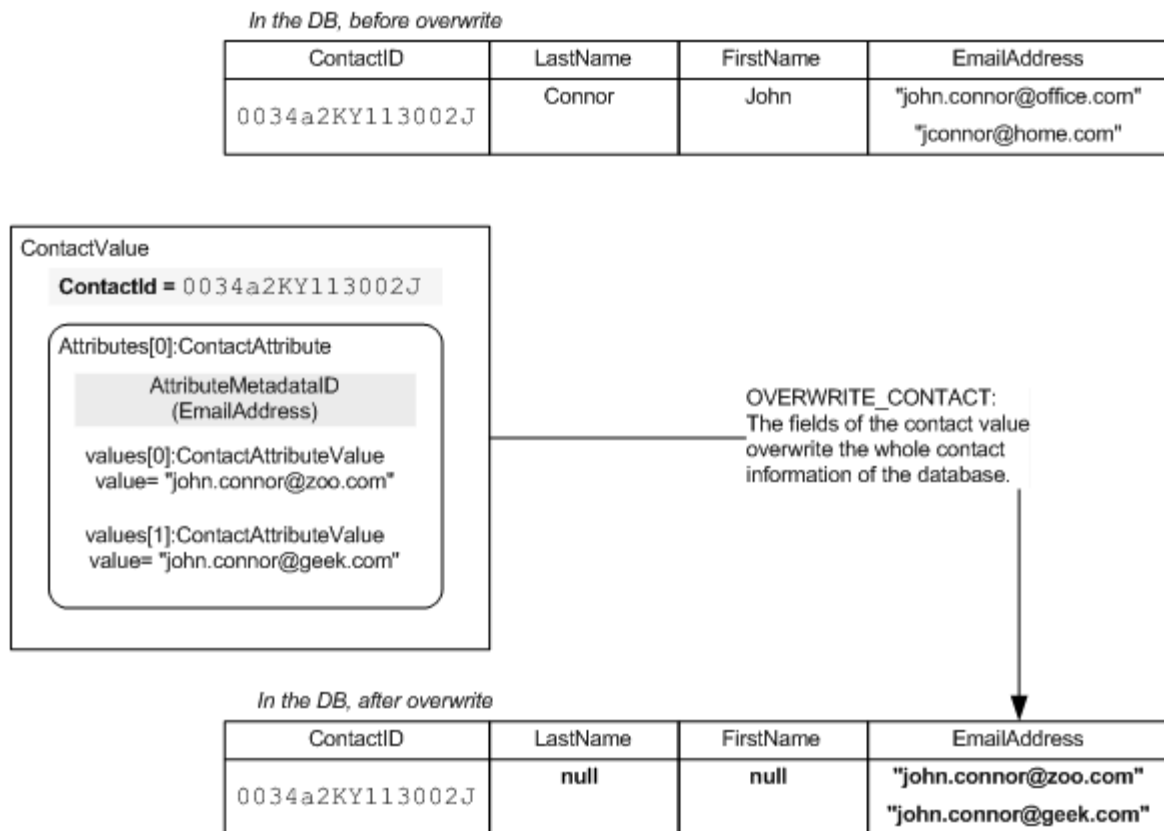 In the DB, before overwrite
ContactID LastName FirstName EmailAddress
0034a2KY113002J Connor John "john.connor@office.com"
"jconnor@home.com"
ContactValue
ContactId = 0034a2KY113002J
Attributes[0]:ContactAttribute
AttributeMetadataID
(EmailAddress)
values[0]:ContactAttributeValue
value= "john.connor@zoo.com"
values[1]:ContactAttributeValue
value= "john.connor@geek.com"
OVERWRITE_CONTACT:
The fields of the contact value
overwrite the whole contact
information of the database.
In the DB, after overwrite
ContactID LastName FirstName EmailAddress
0034a2KY113002J null null "john.connor@zoo.com"
"john.connor@geek.com"